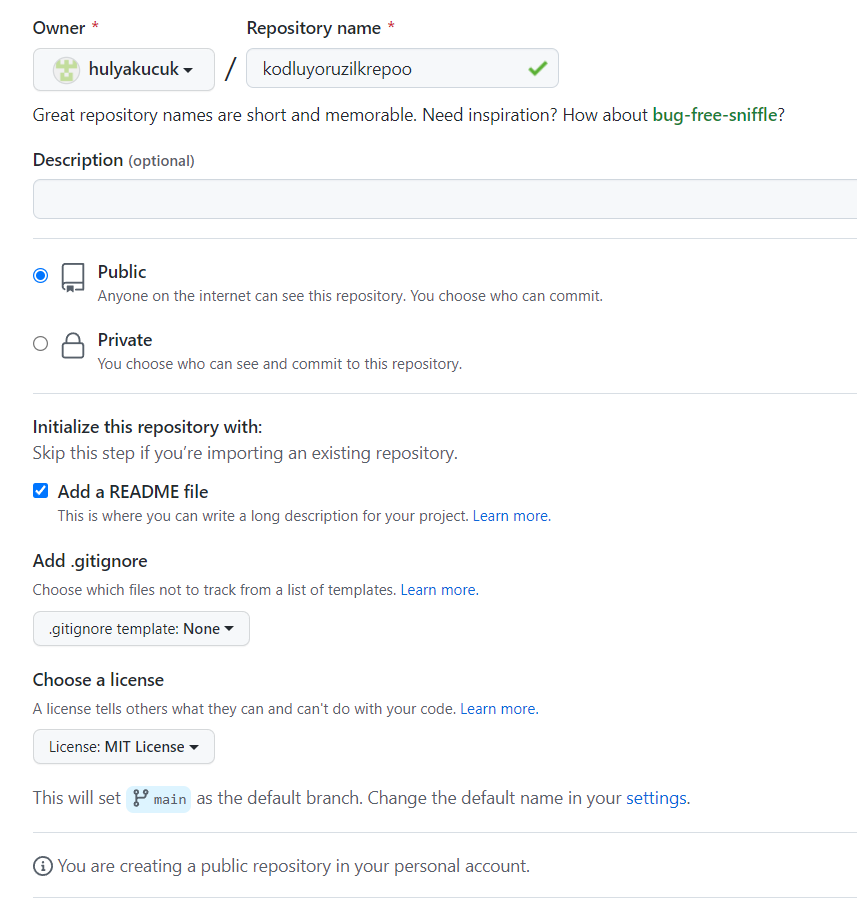 Owner * Repository name *
hulyakucuk / kodluyoruzilkrepoo
Great repository names are short and memorable. Need inspiration? How about bug-free-sniffle?
Description (optional)
Public
Anyone on the internet can see this repository. You choose who can commit.
Private
You choose who can see and commit to this repository.
Initialize this repository with:
Skip this step if you’re importing an existing repository.
Add a README file
This is where you can write a long description for your project. Learn more.
Add .gitignore
Choose which files not to track from a list of templates. Learn more.
.gitignore template: None
Choose a license
A license tells others what they can and can't do with your code. Learn more.
License: MIT License
This will set main as the default branch. Change the default name in your settings.
You are creating a public repository in your personal account.